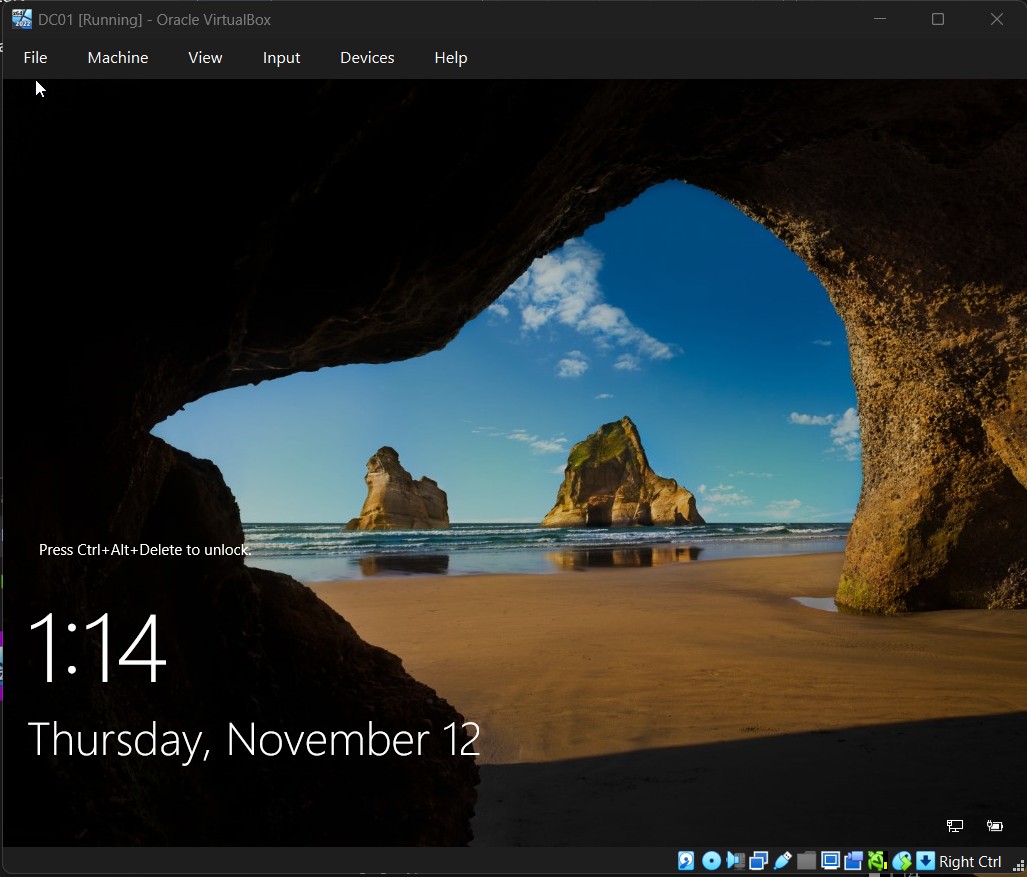 DC01 [Running] - Oracle VirtualBox
File Machine View Input Devices Help
Press Ctrl+Alt+Delete to unlock.
1:14
Thursday, November 12
Right Ctrl